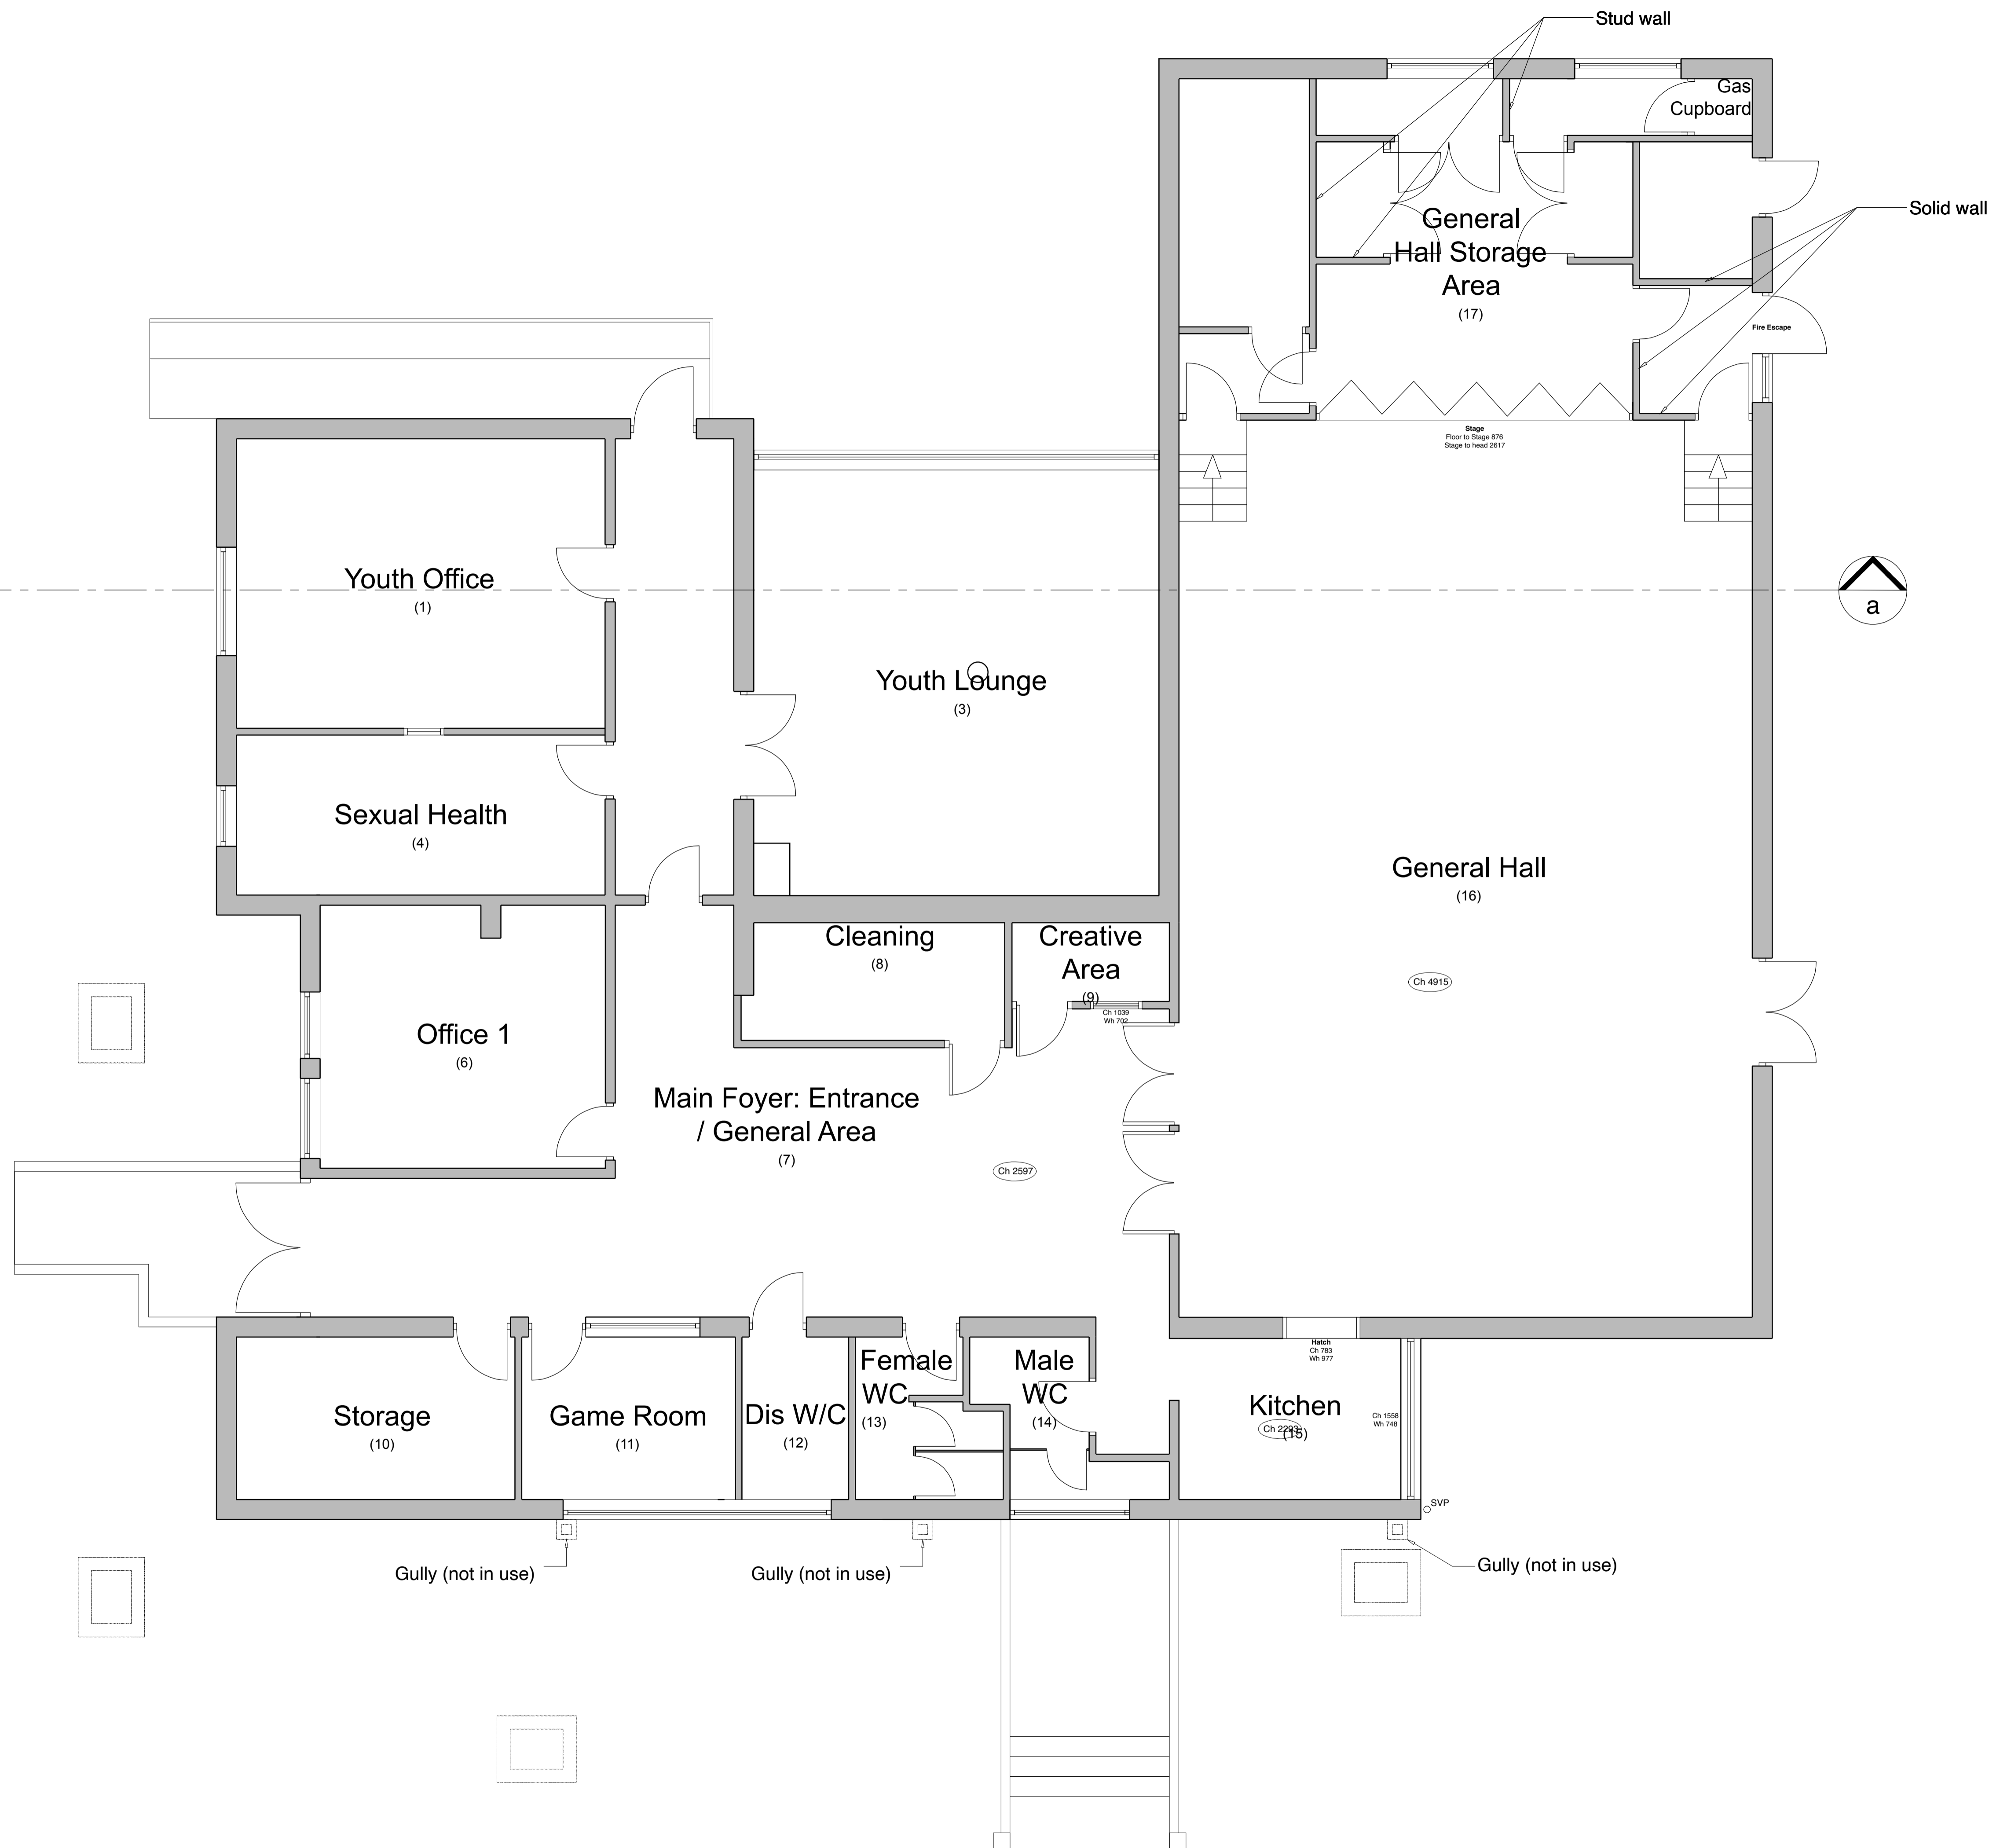 Stud wall
Gas
Cupboard
Solid wall
General
Hall Storage
Area
(17)
Fire Escape
Stage
Floor to Stage 876
Stage to head 2617
Youth Office
(1)
a
Youth Lounge
(3)
Sexual Health
(4)
General Hall
(16)
Cleaning
(8)
Creative
Area
(9)
Ch 1039
Wh 702
Ch 4915
Office 1
(6)
Main Foyer: Entrance
/ General Area
(7)
Ch 2597
Hatch
Ch 783
Wh 977
Storage
(10)
Game Room
(11)
Dis W/C
(12)
Female
WC
(13)
Male
WC
(14)
Kitchen
(15)
Ch 1558
Wh 748
SVP
Gully (not in use)
Gully (not in use)
Gully (not in use)